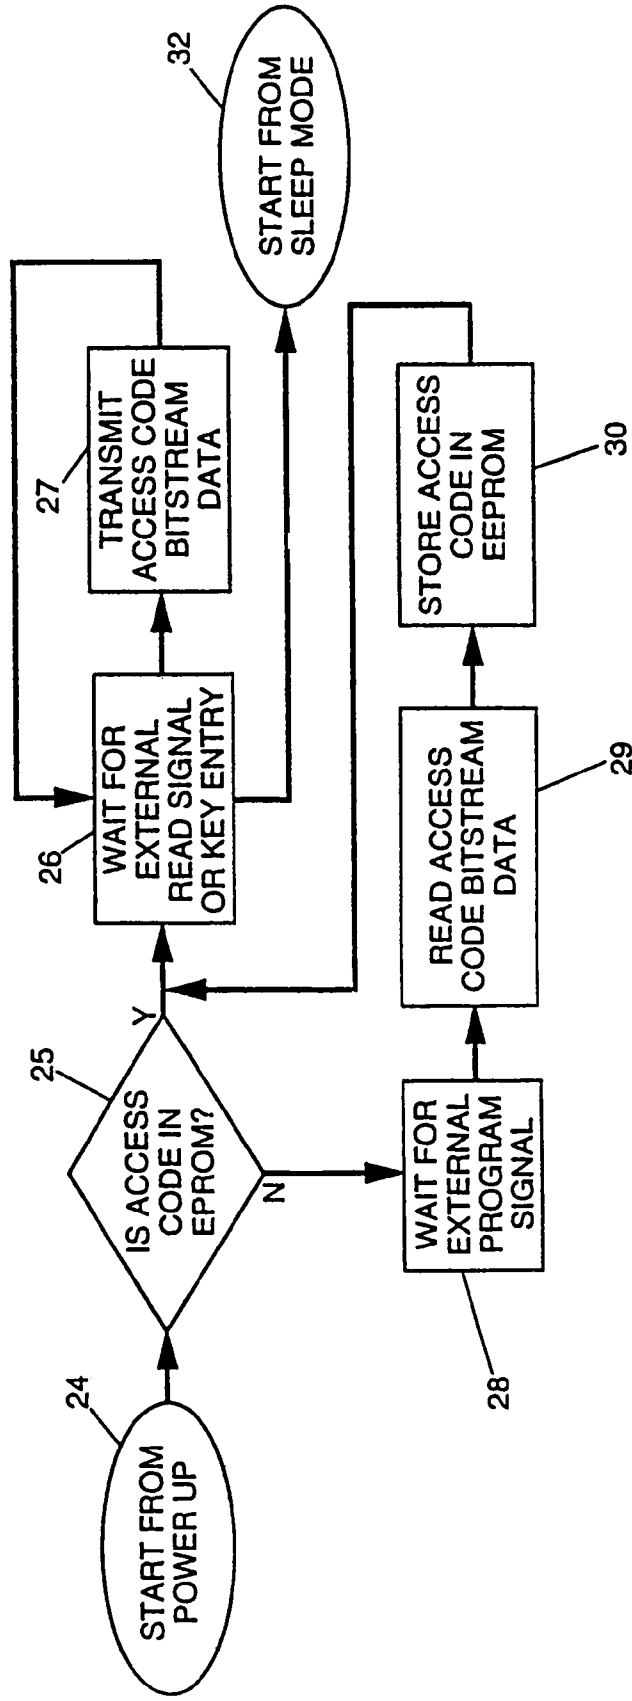 24
START FROM
POWER UP
25
IS ACCESS
CODE IN
EPROM?
Y
N
26
WAIT FOR
EXTERNAL
READ SIGNAL
OR KEY ENTRY
27
TRANSMIT
ACCESS CODE
BITSTREAM
DATA
32
START FROM
SLEEP MODE
28
WAIT FOR
EXTERNAL
PROGRAM
SIGNAL
29
READ ACCESS
CODE BITSTREAM
DATA
30
STORE ACCESS
CODE IN
EEPROM